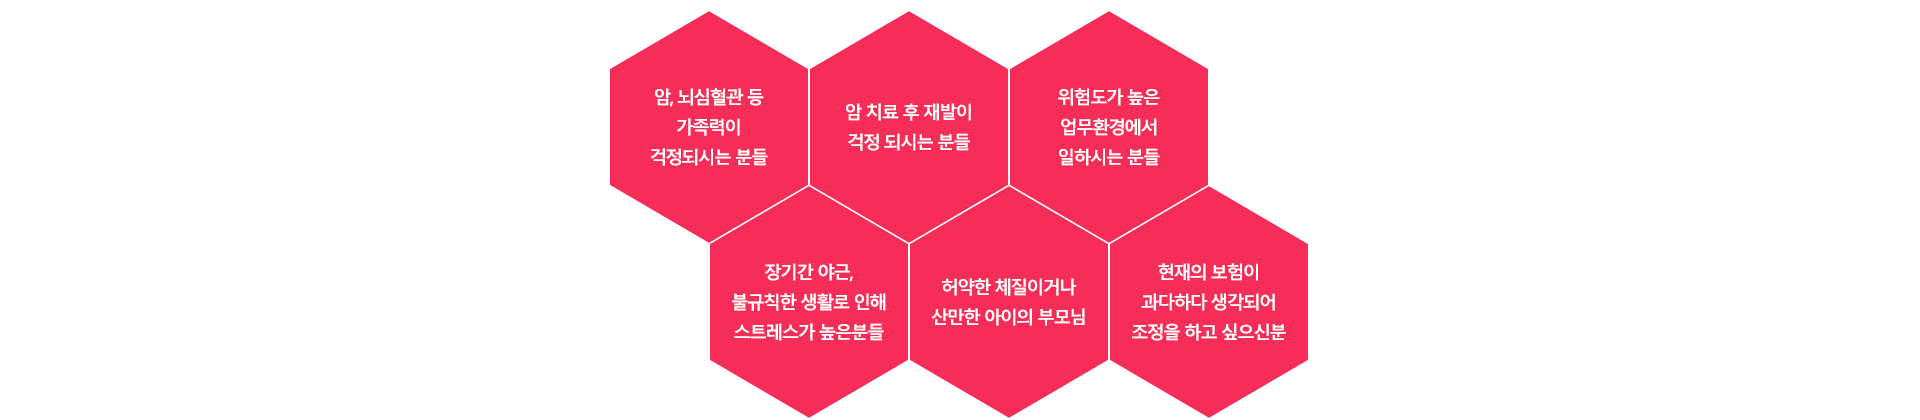 암, 뇌심혈관 등
가족력이
걱정되시는 분들
암 치료 후 재발이
걱정 되시는 분들
위험도가 높은
업무환경에서
일하시는 분들
장기간 야근,
불규칙한 생활로 인해
스트레스가 높은분들
허약한 체질이거나
산만한 아이의 부모님
현재의 보험이
과다하다 생각되어
조정을 하고 싶으신분